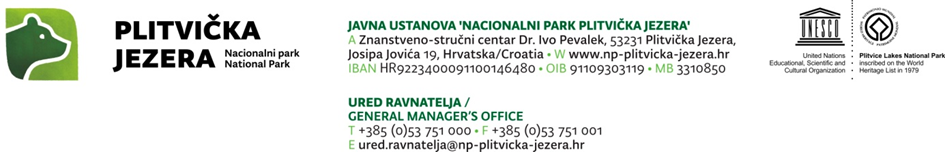 PLITVIČKA
JEZERA Nacionalni park
National Park
JAVNA USTANOVA 'NACIONALNI PARK PLITVIČKA JEZERA'
A Znanstveno-stručni centar Dr. Ivo Pevalek, 53231 Plitvička Jezera,
Josipa Jovića 19, Hrvatska/Croatia • W www.np-plitvicka-jezera.hr
IBAN HR9223400091100146480 • OIB 91109303119 • MB 3310850
URED RAVNATELJA /
GENERAL MANAGER'S OFFICE
T +385 (0)53 751 000 • F +385 (0)53 751 001
E ured.ravnatelja@np-plitvicka-jezera.hr
UNESCO
United Nations
Educational, Scientific and
Cultural Organization
Plitvice Lakes National Park
inscribed on the World
Heritage List in 1979